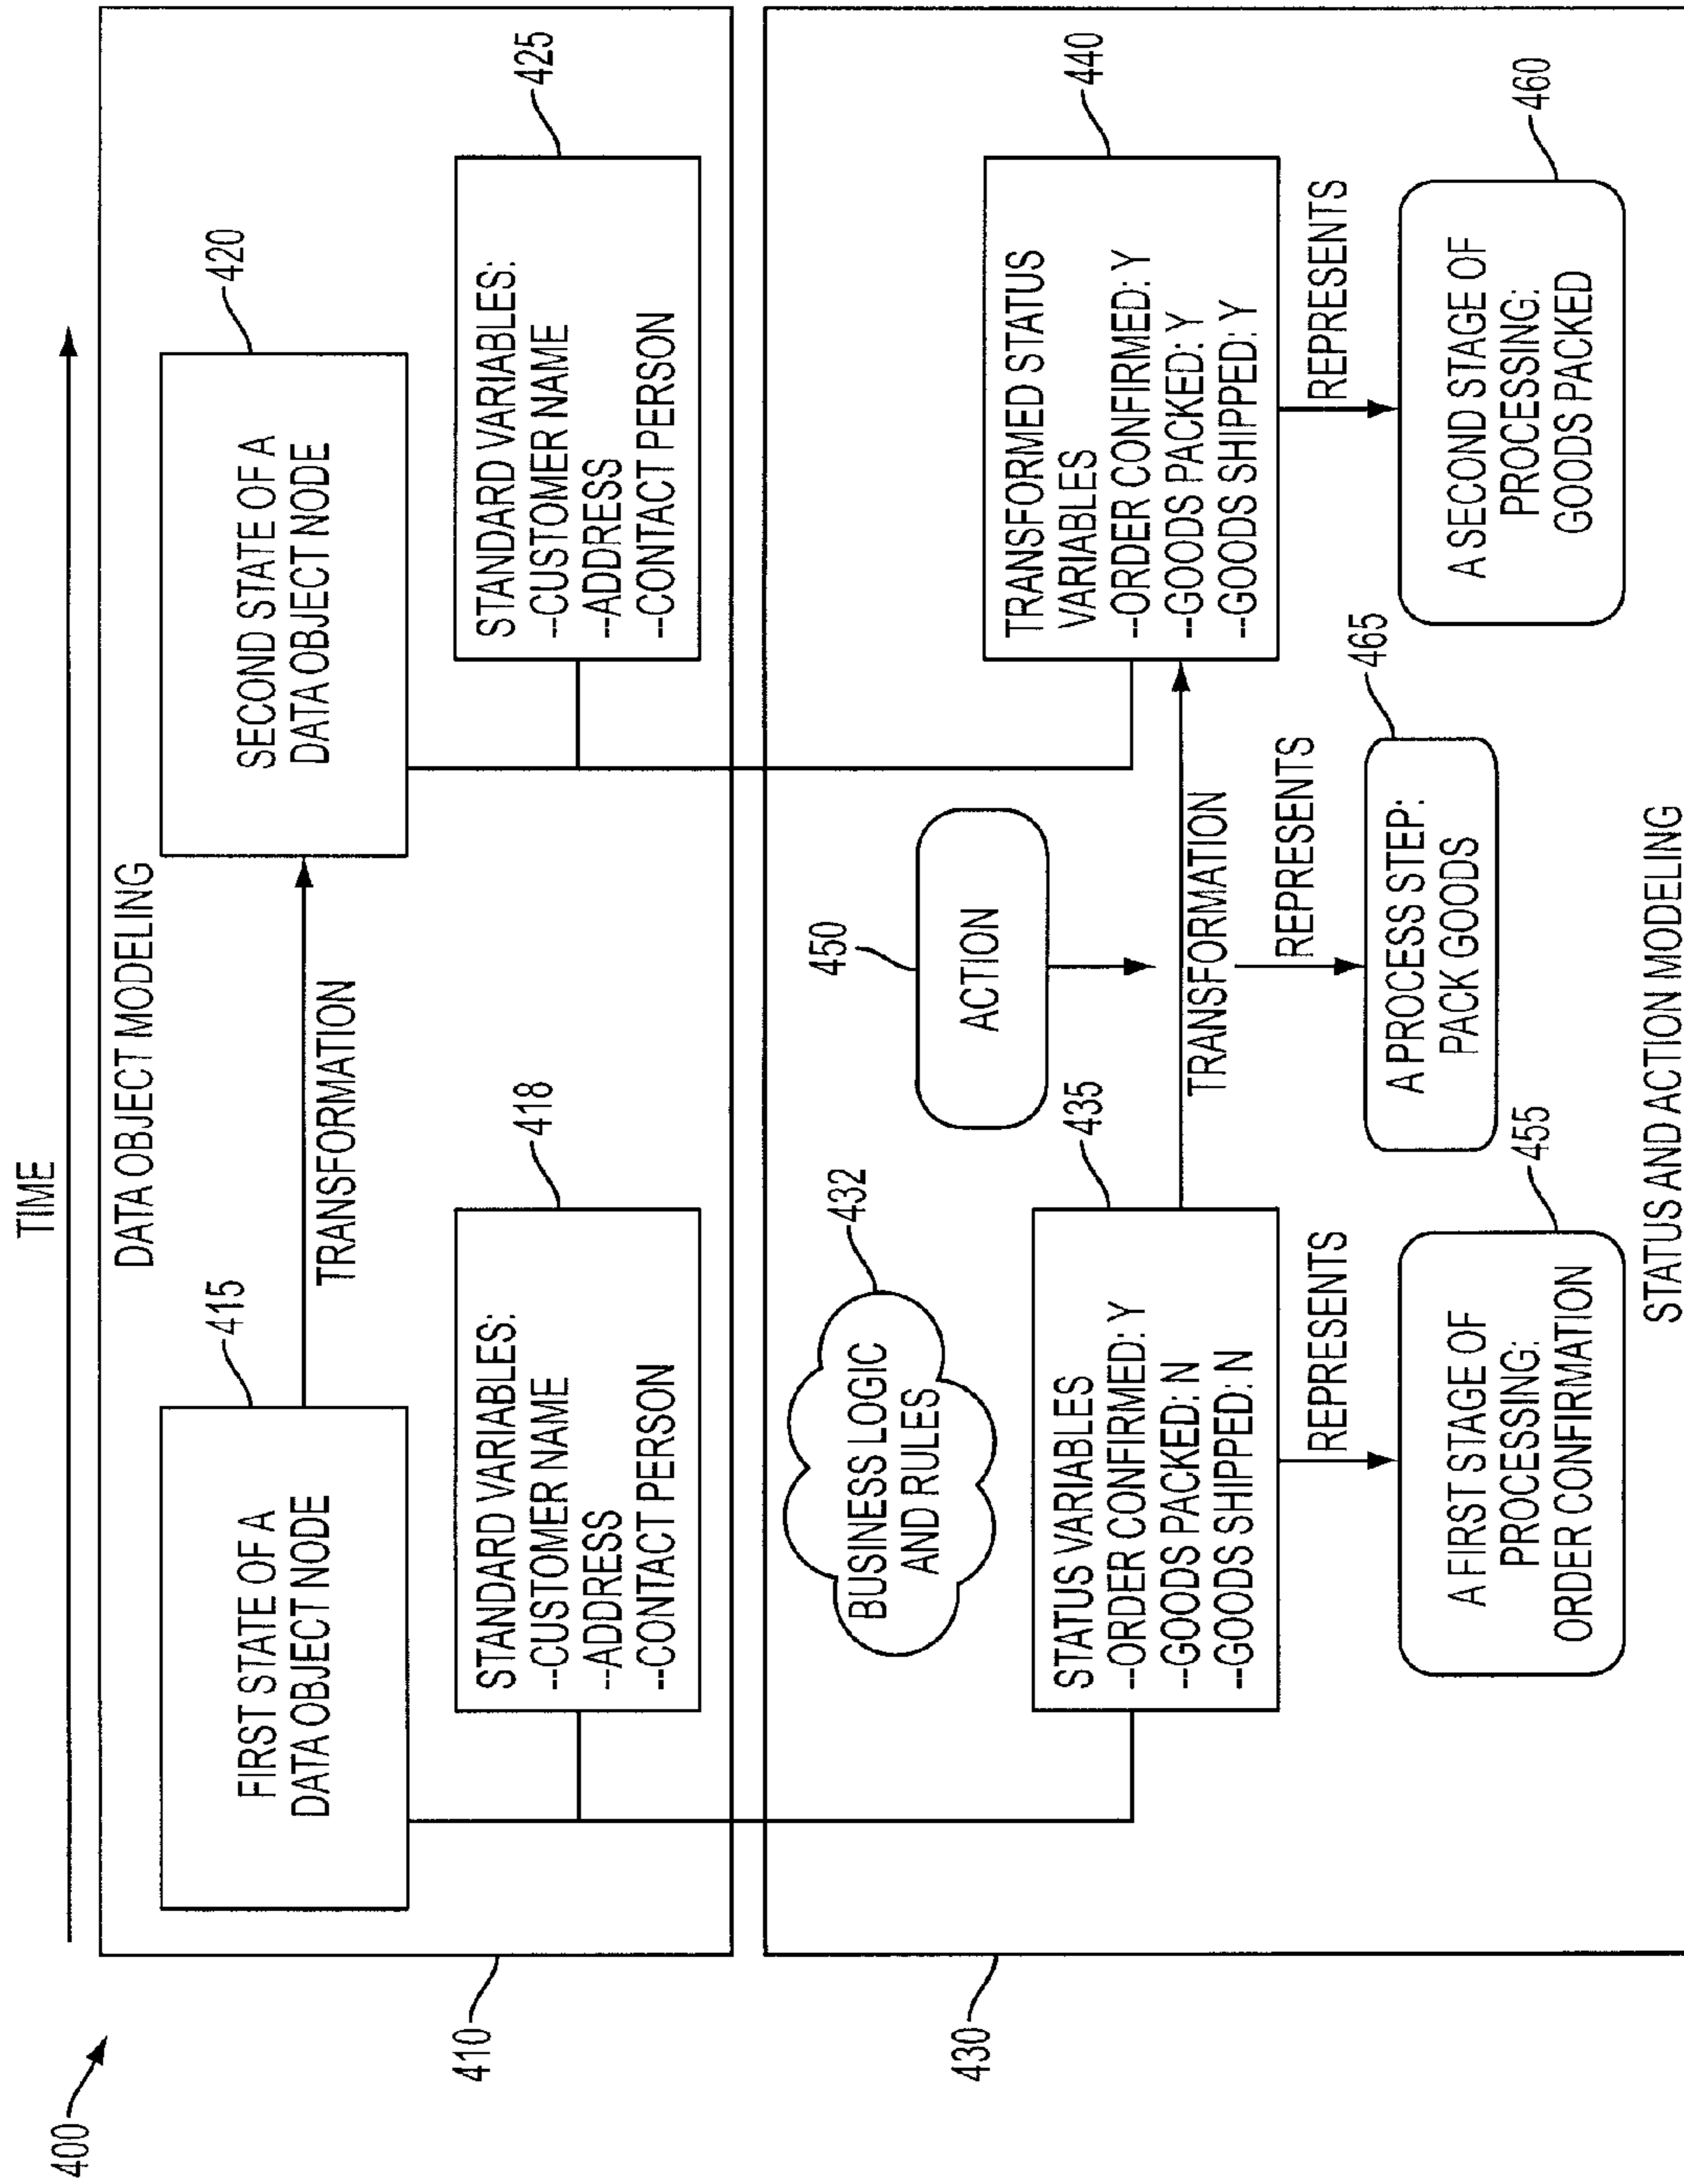 400
TIME
410
DATA OBJECT MODELING
415
FIRST STATE OF A
DATA OBJECT NODE
TRANSFORMATION
420
SECOND STATE OF A
DATA OBJECT NODE
418
STANDARD VARIABLES:
--CUSTOMER NAME
--ADDRESS
--CONTACT PERSON
425
STANDARD VARIABLES:
--CUSTOMER NAME
--ADDRESS
--CONTACT PERSON
430
432
BUSINESS LOGIC
AND RULES
450
ACTION
435
STATUS VARIABLES
--ORDER CONFIRMED: Y
--GOODS PACKED: N
--GOODS SHIPPED: N
TRANSFORMATION
440
TRANSFORMED STATUS
VARIABLES
--ORDER CONFIRMED: Y
--GOODS PACKED: Y
--GOODS SHIPPED: Y
REPRESENTS
REPRESENTS
REPRESENTS
455
A FIRST STAGE OF
PROCESSING:
ORDER CONFIRMATION
465
A PROCESS STEP:
PACK GOODS
460
A SECOND STAGE OF
PROCESSING:
GOODS PACKED
STATUS AND ACTION MODELING